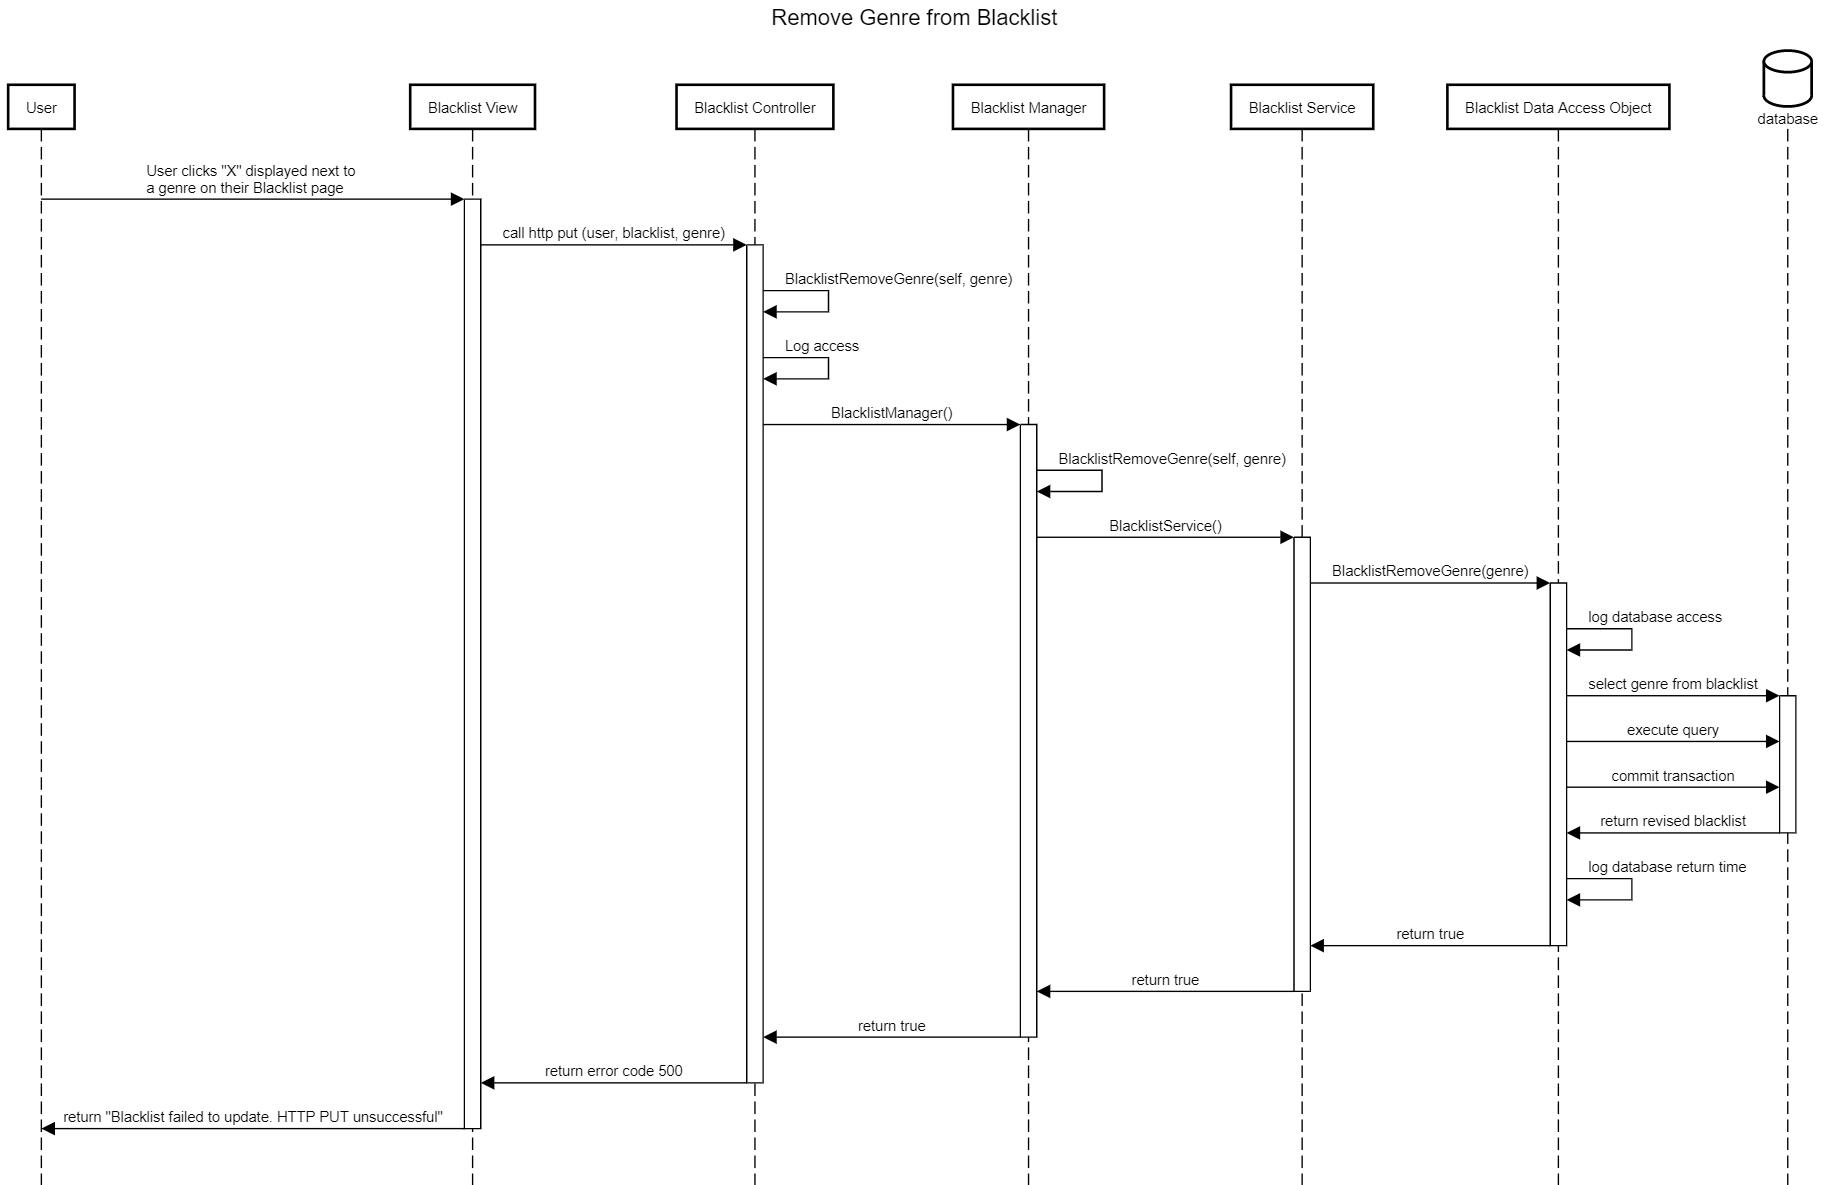 Remove Genre from Blacklist
User
Blacklist View
Blacklist Controller
Blacklist Manager
Blacklist Service
Blacklist Data Access Object
database
User clicks "X" displayed next to
a genre on their Blacklist page
call http put (user, blacklist, genre)
BlacklistRemoveGenre(self, genre)
Log access
BlacklistManager()
BlacklistRemoveGenre(self, genre)
BlacklistService()
BlacklistRemoveGenre(genre)
log database access
select genre from blacklist
execute query
commit transaction
return revised blacklist
log database return time
return true
return true
return true
return error code 500
return "Blacklist failed to update. HTTP PUT unsuccessful"